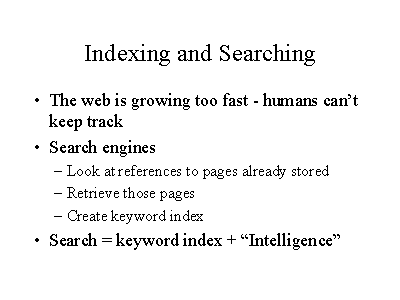 Indexing and Searching
• The web is growing too fast - humans can't
keep track
• Search engines
– Look at references to pages already stored
– Retrieve those pages
– Create keyword index
• Search = keyword index + “Intelligence”